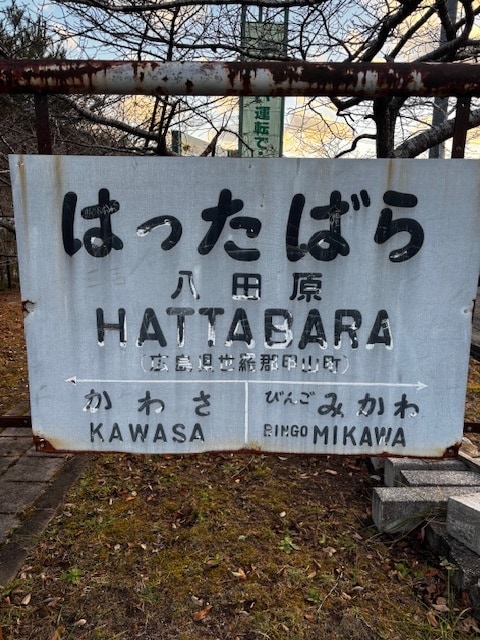 運転で
はったばら
八田原
HATTABARA
(広島県世羅郡甲山町)
かわさ びんごみかわ
KAWASA BINGO MIKAWA